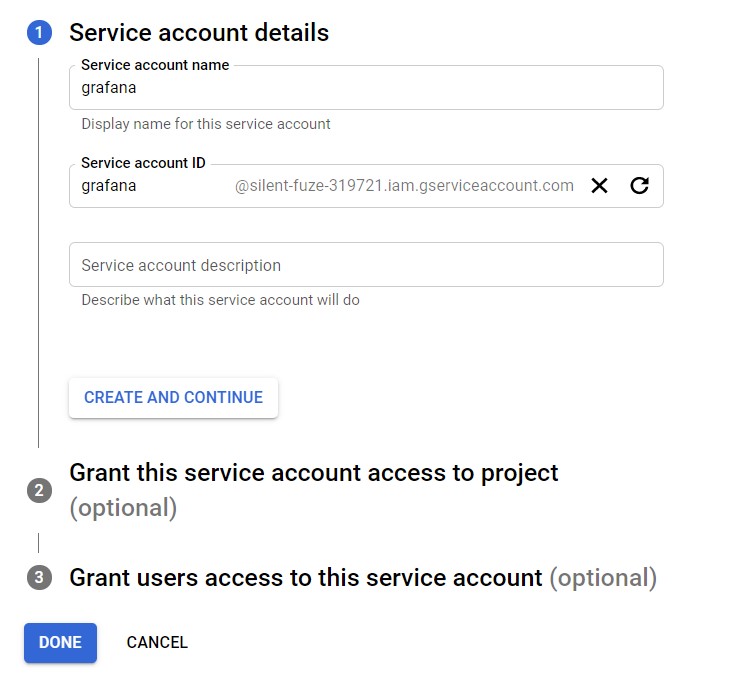 1 Service account details
Service account name
grafana
Display name for this service account
Service account ID
grafana @silent-fuze-319721.iam.gserviceaccount.com
Service account description
Describe what this service account will do
CREATE AND CONTINUE
2 Grant this service account access to project
(optional)
3 Grant users access to this service account (optional)
DONE CANCEL